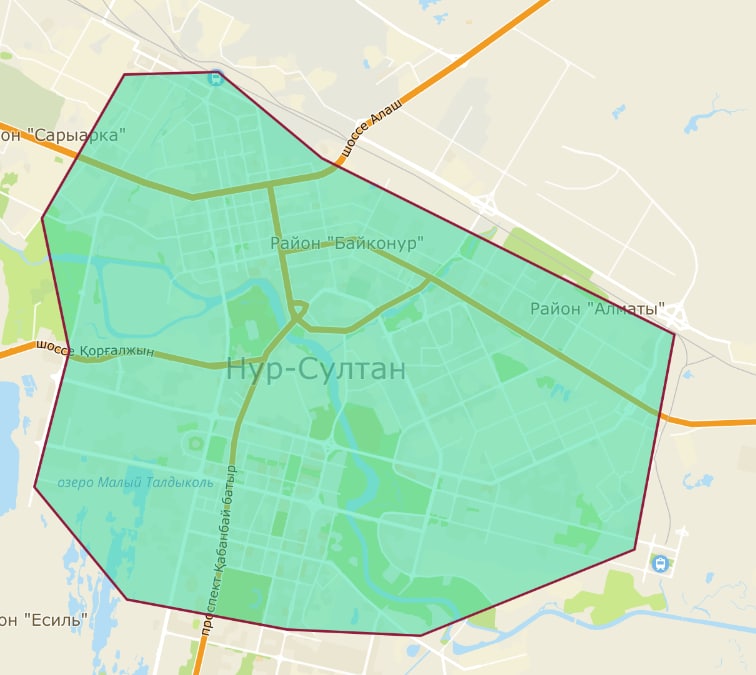 шоссе Алаш
он "Сарыарка"
Район "Байконур"
Район "Алматы"
шоссе Қорғалжын
Нур-Султан
озеро Малый Талдыколь
проспект Қабанбай батыр
он "Есиль"